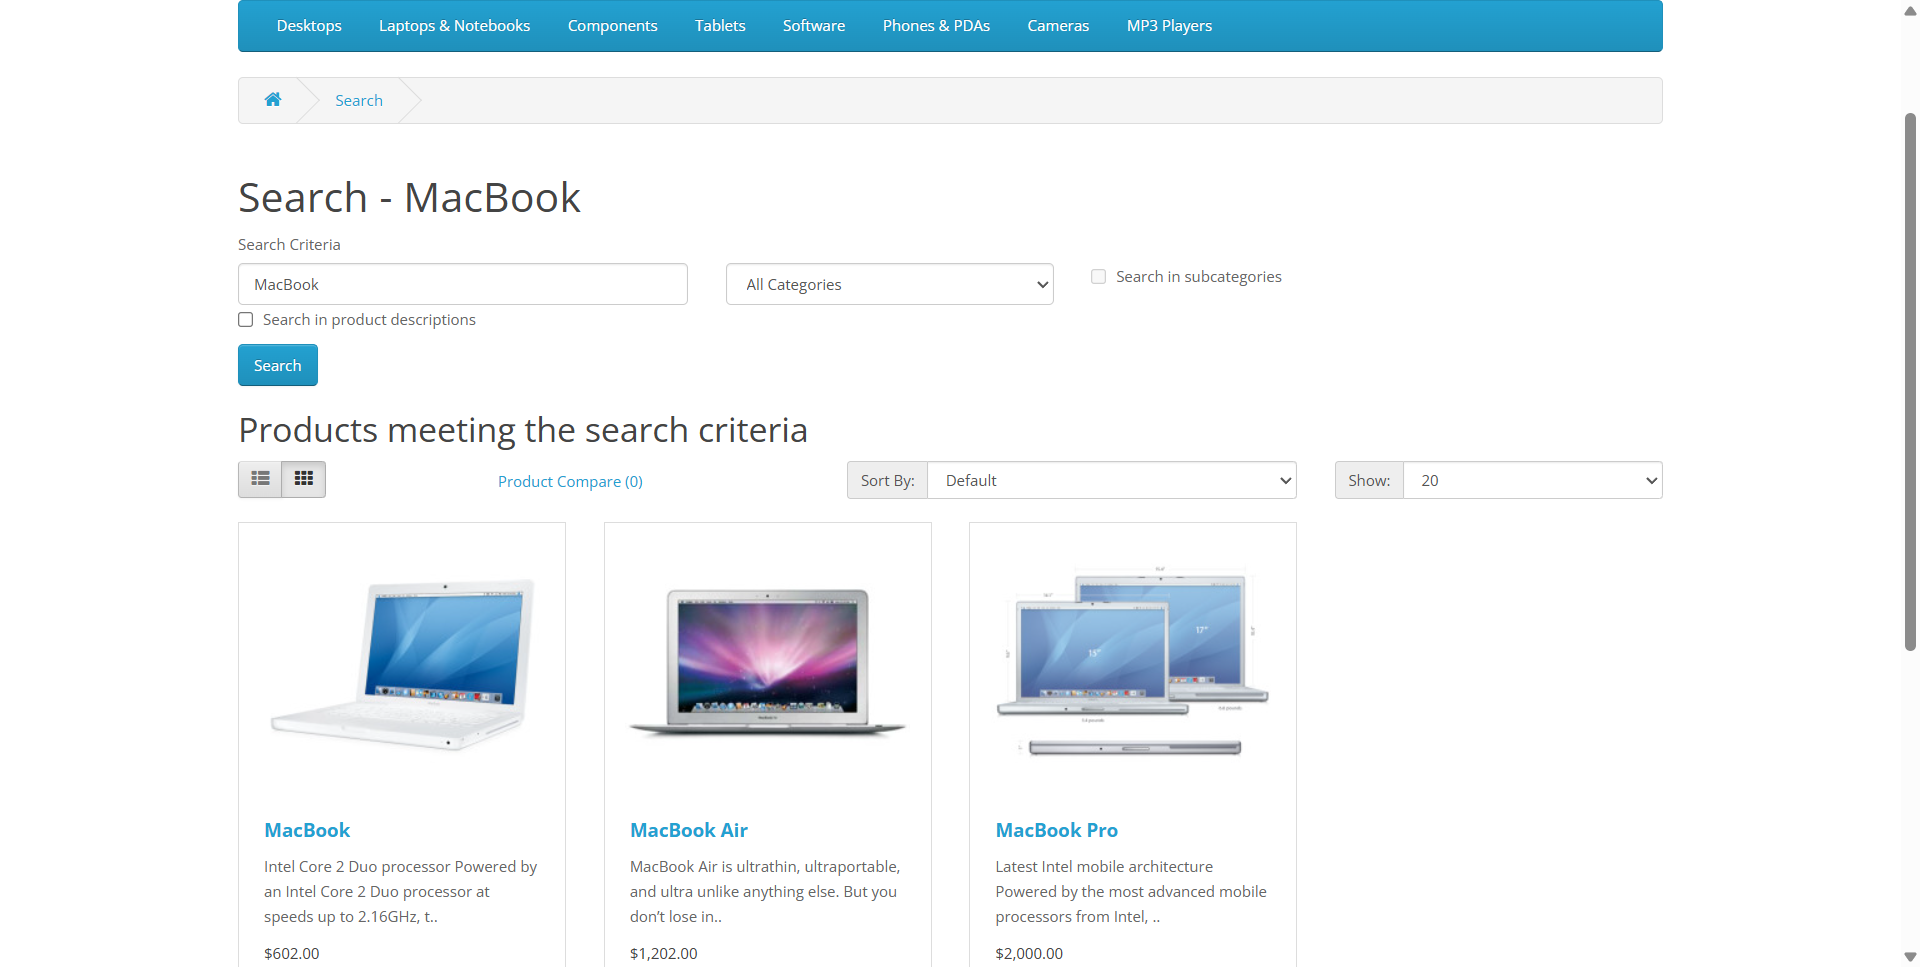 Desktops Laptops & Notebooks Components Tablets Software Phones & PDAs Cameras MP3 Players
Search
Search - MacBook
Search Criteria
MacBook All Categories Search in subcategories
Search in product descriptions
Search
Products meeting the search criteria
Product Compare (0) Sort By: Default Show: 20
15"
17"
MacBook
Intel Core 2 Duo processor Powered by
an Intel Core 2 Duo processor at
speeds up to 2.16GHz, t..
$602.00
MacBook Air
MacBook Air is ultrathin, ultraportable,
and ultra unlike anything else. But you
don’t lose in..
$1,202.00
MacBook Pro
Latest Intel mobile architecture
Powered by the most advanced mobile
processors from Intel, ..
$2,000.00